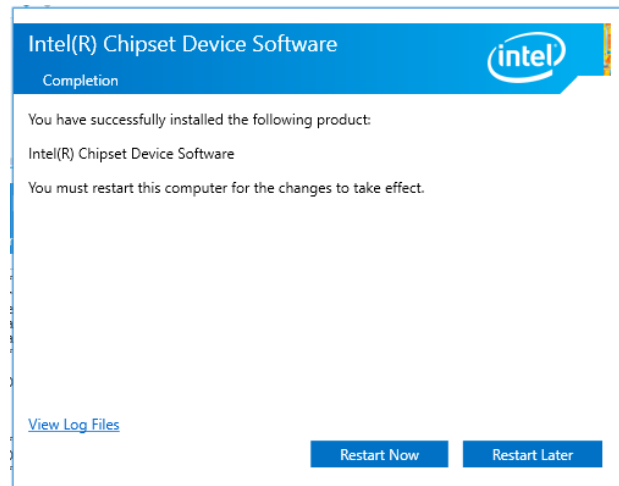 Intel(R) Chipset Device Software
intel
Completion
You have successfully installed the following product:
Intel(R) Chipset Device Software
You must restart this computer for the changes to take effect.
View Log Files
Restart Now
Restart Later